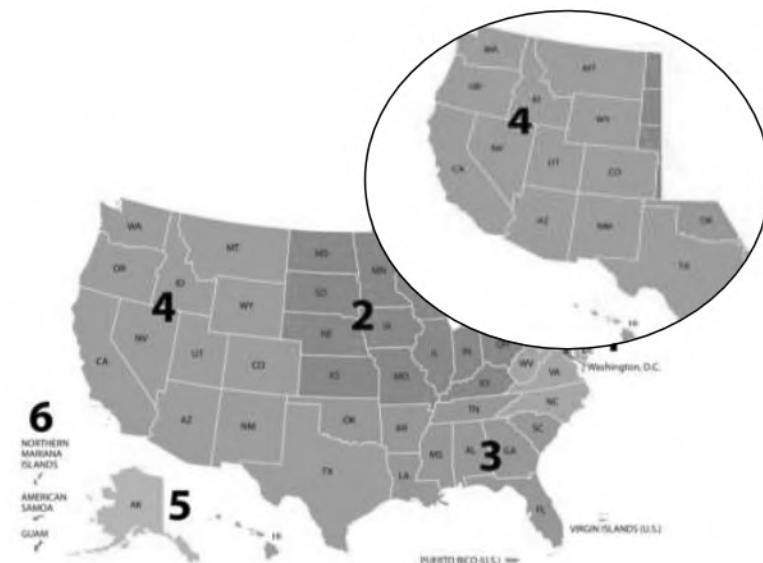 WA
MT
OR
ID
4
WY
NV
CA
UT
CO
AZ
NM
OK
TX
HI
WA
MT
ND
MN
OR
ID
SD
4
WY
2
IA
NE
NV
IL
IN
OH
WV
CA
UT
CO
KS
MO
KY
VA
Washington, D.C.
TN
NC
6
AZ
NM
OK
AR
SC
NORTHERN
MARIANA
ISLANDS
MS
AL
3
GA
TX
LA
AMERICAN
SAMOA
AK
5
FL
VIRGIN ISLANDS (U.S.)
GUAM
HI
PUERTO RICO (U.S.)